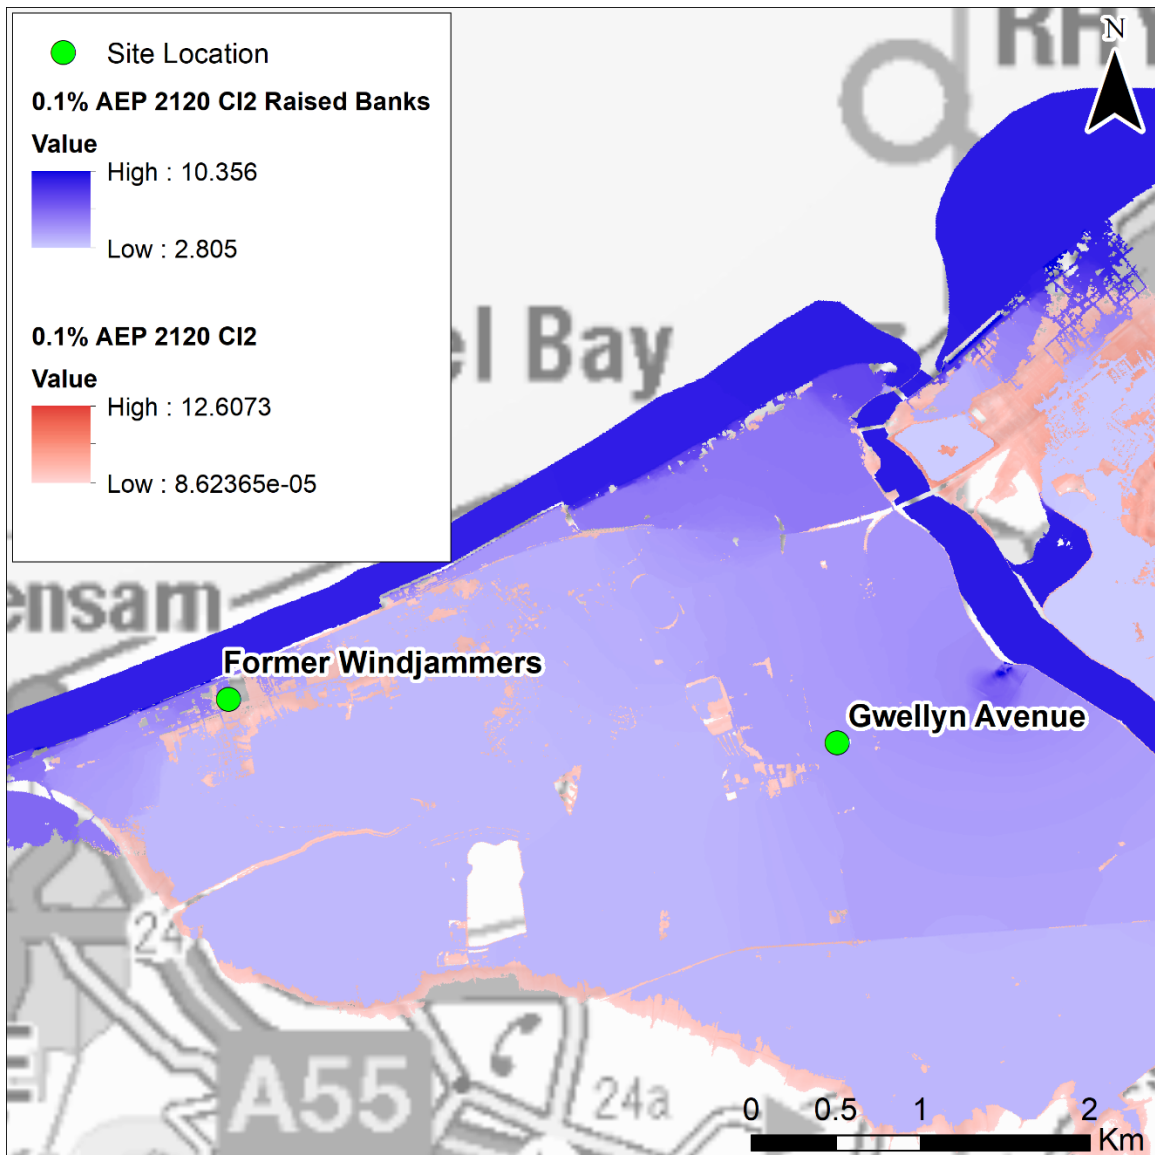 Site Location
0.1% AEP 2120 CI2 Raised Banks
Value
High : 10.356
Low : 2.805
0.1% AEP 2120 CI2
Value
High : 12.6073
Low : 8.62365e-05
N
RHY
el Bay
ensam
Former Windjammers
Gwellyn Avenue
24
A55
24a
0 0.5 1 2
Km